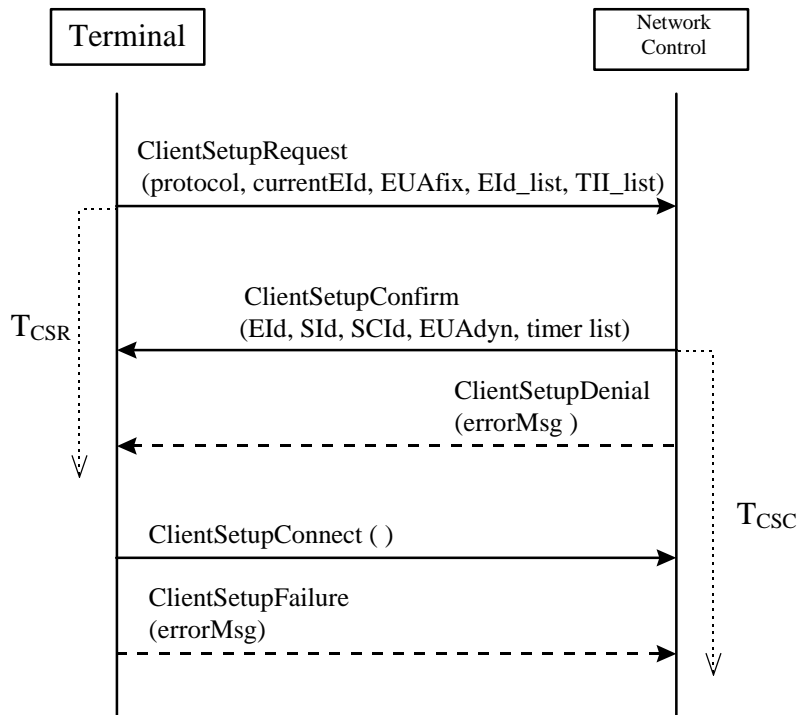 Terminal
Network
Control
ClientSetupRequest
(protocol, currentEId, EUAfix, EId_list, TII_list)
ClientSetupConfirm
(EId, SId, SCId, EUAdyn, timer list)
TCSR
ClientSetupDenial
(errorMsg )
TCSC
ClientSetupConnect ( )
ClientSetupFailure
(errorMsg)